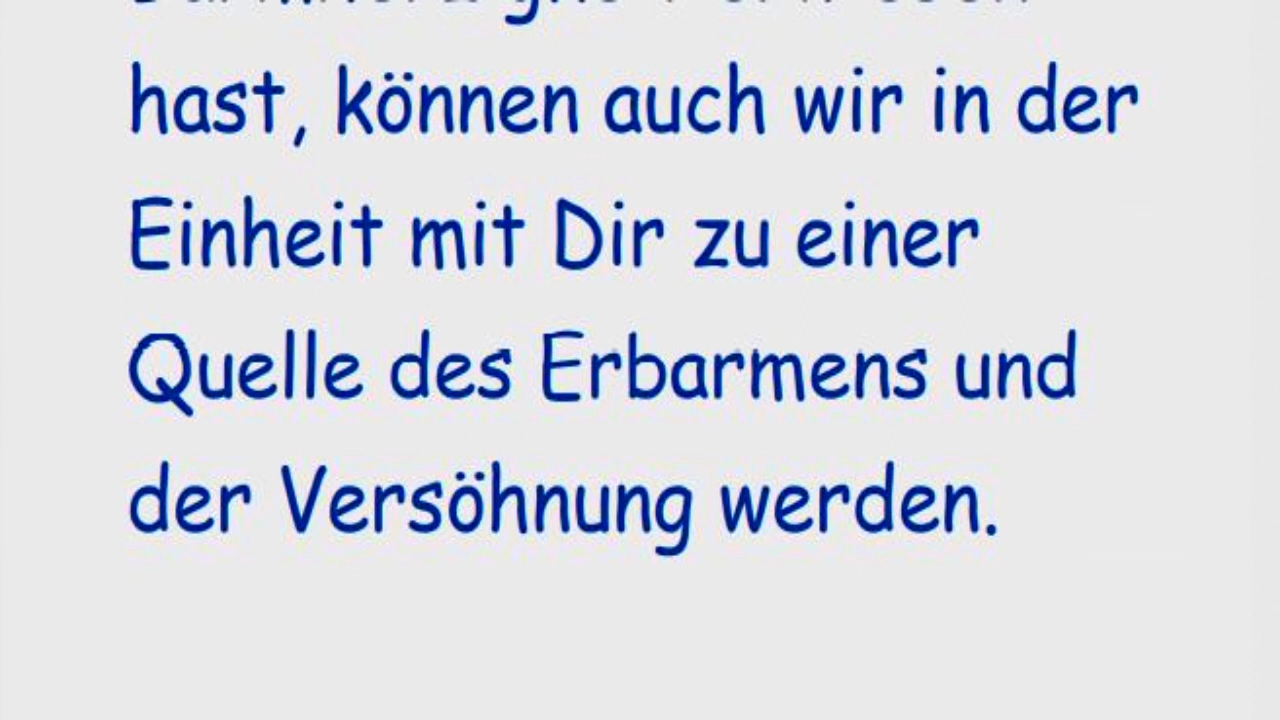 hast, können auch wir in der
Einheit mit Dir zu einer
Quelle des Erbarmens und
der Versöhnung werden.